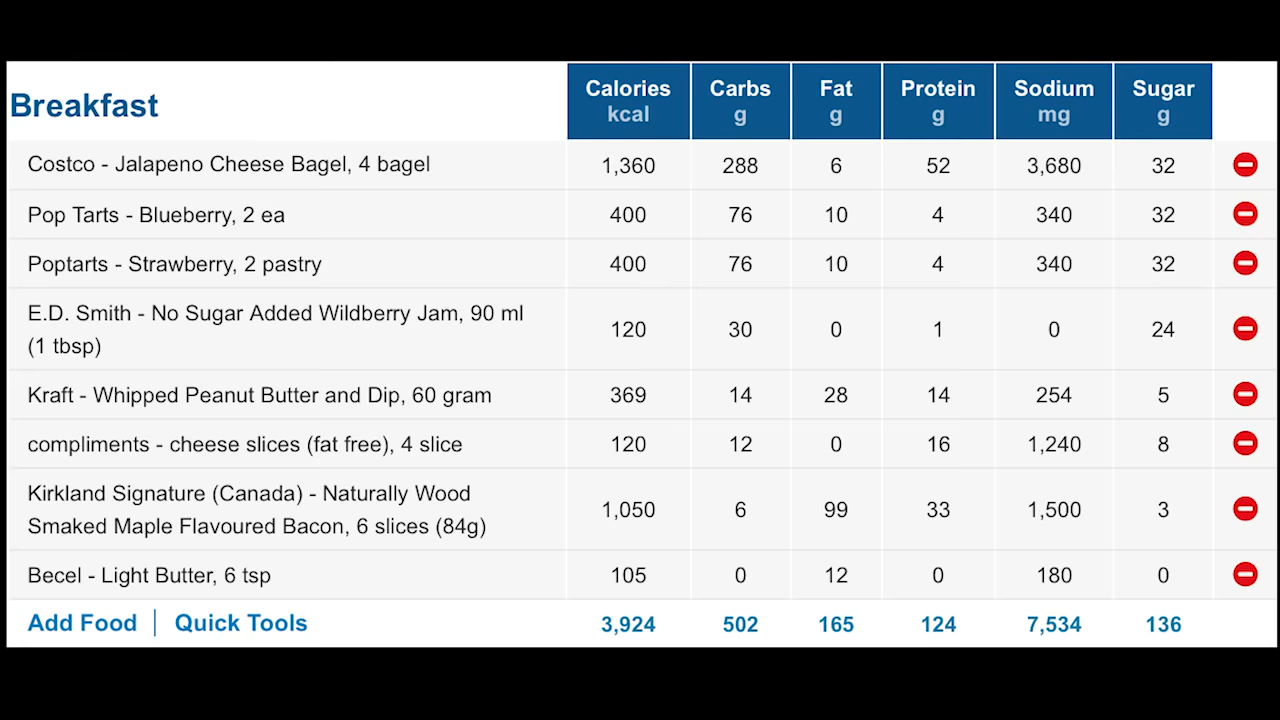 Breakfast Calories Carbs Fat Protein Sodium Sugar
kcal g g g mg g
Costco - Jalapeno Cheese Bagel, 4 bagel 1,360 288 6 52 3,680 32
Pop Tarts - Blueberry, 2 ea 400 76 10 4 340 32
Poptarts - Strawberry, 2 pastry 400 76 10 4 340 32
E.D. Smith - No Sugar Added Wildberry Jam, 90 ml
(1 tbsp) 120 30 0 1 0 24
Kraft - Whipped Peanut Butter and Dip, 60 gram 369 14 28 14 254 5
compliments - cheese slices (fat free), 4 slice 120 12 0 16 1,240 8
Kirkland Signature (Canada) - Naturally Wood
Smaked Maple Flavoured Bacon, 6 slices (84g) 1,050 6 99 33 1,500 3
Becel - Light Butter, 6 tsp 105 0 12 0 180 0
Add Food | Quick Tools 3,924 502 165 124 7,534 136